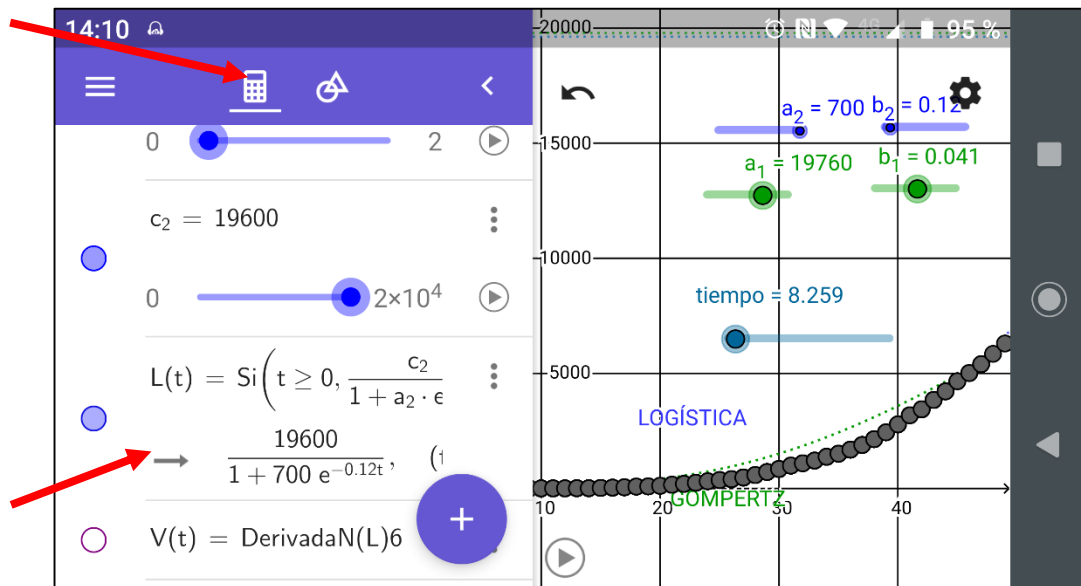 14:10
4G 95 %
0 2
c₂ = 19600
0 2×10⁴
L(t) = Si(t ≥ 0, c₂ / 1 + a₂ · e
→ 19600 / 1 + 700 e⁻⁰·¹²ᵗ, (t
V(t) = DerivadaN(L)6
+
20000
a₂ = 700 b₂ = 0.12
15000
a₁ = 19760 b₁ = 0.041
10000
tiempo = 8.259
5000
LOGÍSTICA
GOMPERTZ
10 20 30 40